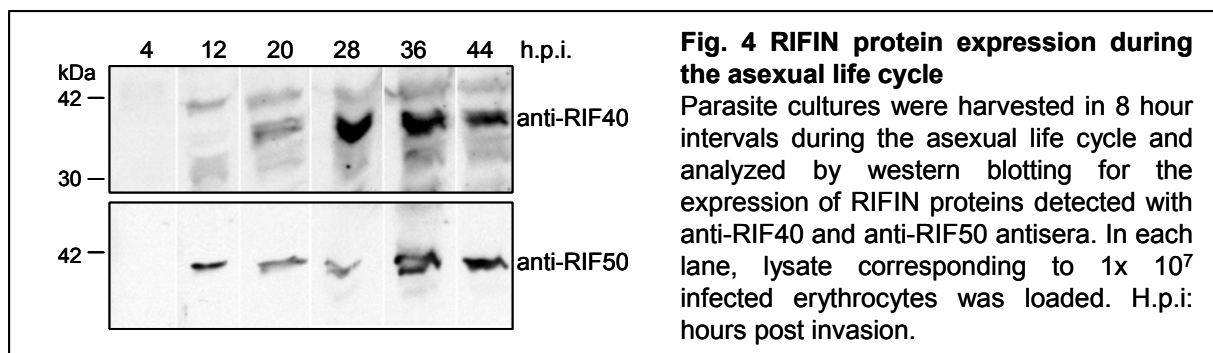 4 12 20 28 36 44 h.p.i.
kDa
42
anti-RIF40
30
42
anti-RIF50
Fig. 4 RIFIN protein expression during
the asexual life cycle
Parasite cultures were harvested in 8 hour
intervals during the asexual life cycle and
analyzed by western blotting for the
expression of RIFIN proteins detected with
anti-RIF40 and anti-RIF50 antisera. In each
lane, lysate corresponding to 1x 10⁷
infected erythrocytes was loaded. H.p.i:
hours post invasion.